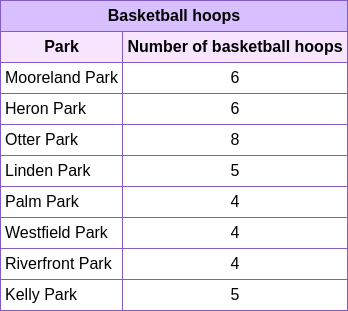 Basketball hoops
Park Number of basketball hoops
Mooreland Park 6
Heron Park 6
Otter Park 8
Linden Park 5
Palm Park 4
Westfield Park 4
Riverfront Park 4
Kelly Park 5